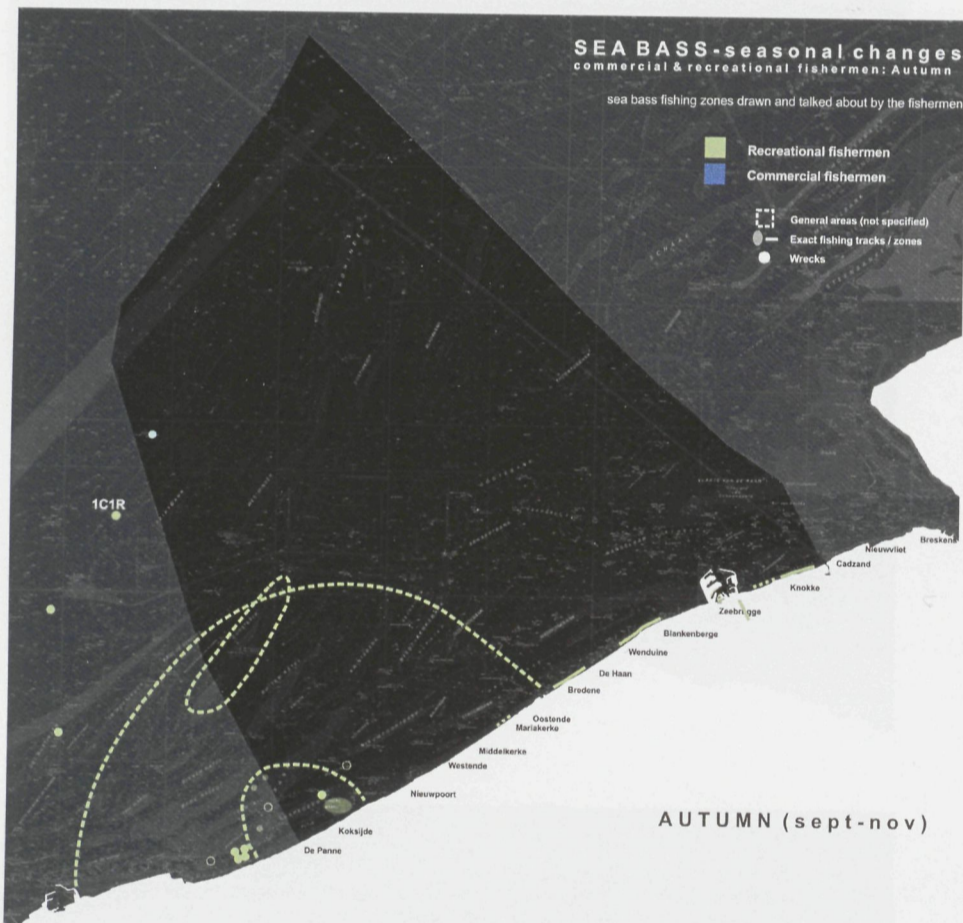 SEA BASS-seasonal changes
commercial & recreational fishermen: Autumn
sea bass fishing zones drawn and talked about by the fishermen
Recreational fishermen
Commercial fishermen
General areas (not specified)
Exact fishing tracks / zones
Wrecks
1C1R
Breskens
Nieuwvliet
Cadzand
Knokke
Zeebrugge
Blankenberge
Wenduine
De Haan
Bredene
Oostende
Mariakerke
Middelkerke
Westende
Nieuwpoort
Koksijde
De Panne
AUTUMN (sept-nov)